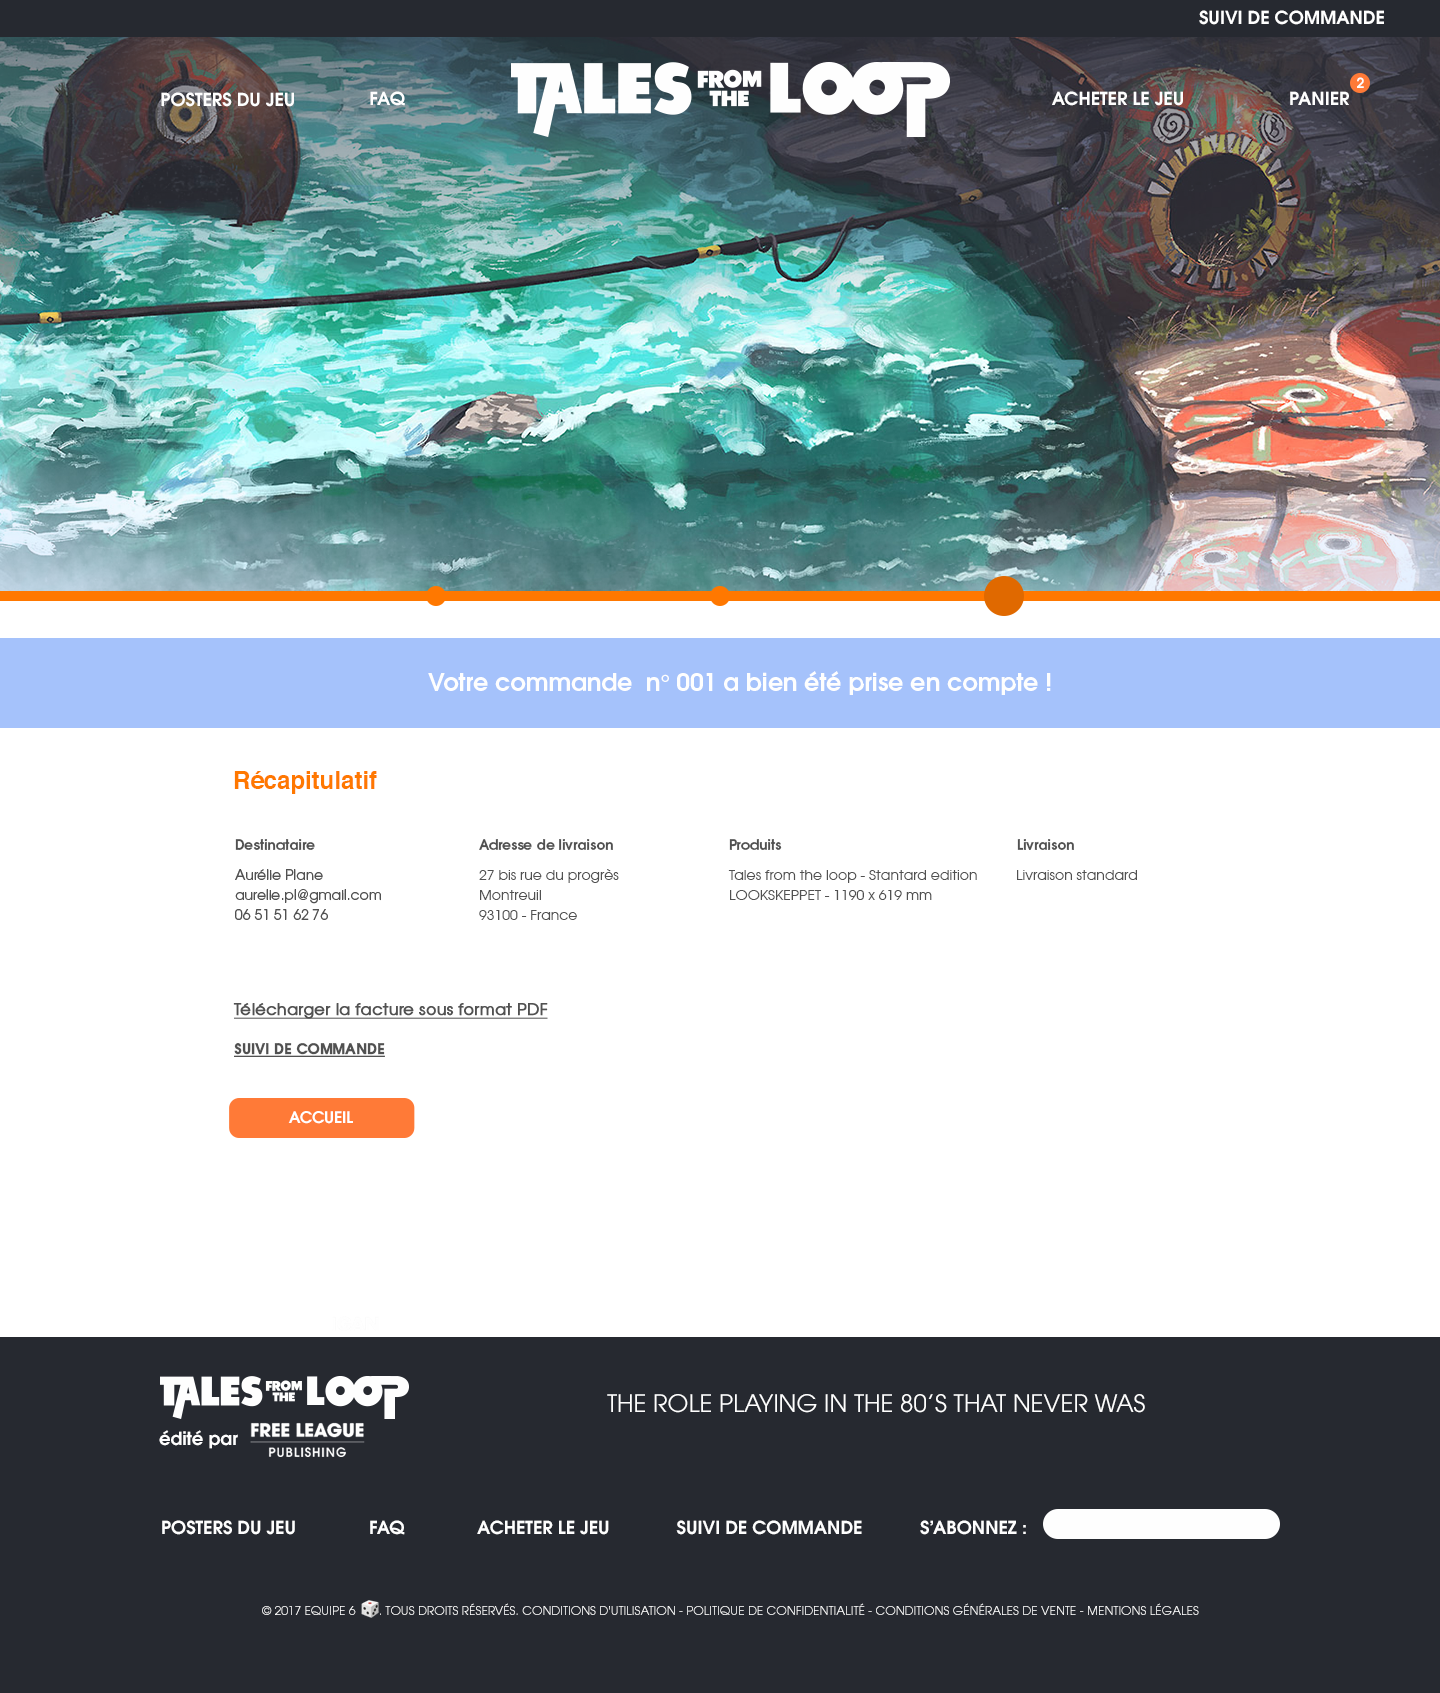 SUIVI DE COMMANDE
POSTERS DU JEU
FAQ
TALES FROM THE LOOP
ACHETER LE JEU
PANIER
2
Votre commande n° 001 a bien été prise en compte !
Récapitulatif
Destinataire
Aurélie Plane
aurelie.pl@gmail.com
06 51 51 62 76
Adresse de livraison
27 bis rue du progrès
Montreuil
93100 - France
Produits
Tales from the loop - Stantard edition
LOOKSKEPPET - 1190 x 619 mm
Livraison
Livraison standard
Télécharger la facture sous format PDF
SUIVI DE COMMANDE
ACCUEIL
TALES FROM THE LOOP
édité par FREE LEAGUE
PUBLISHING
THE ROLE PLAYING IN THE 80’S THAT NEVER WAS
POSTERS DU JEU
FAQ
ACHETER LE JEU
SUIVI DE COMMANDE
S’ABONNEZ :
© 2017 EQUIPE 6 . TOUS DROITS RÉSERVÉS. CONDITIONS D'UTILISATION - POLITIQUE DE CONFIDENTIALITÉ - CONDITIONS GÉNÉRALES DE VENTE - MENTIONS LÉGALES